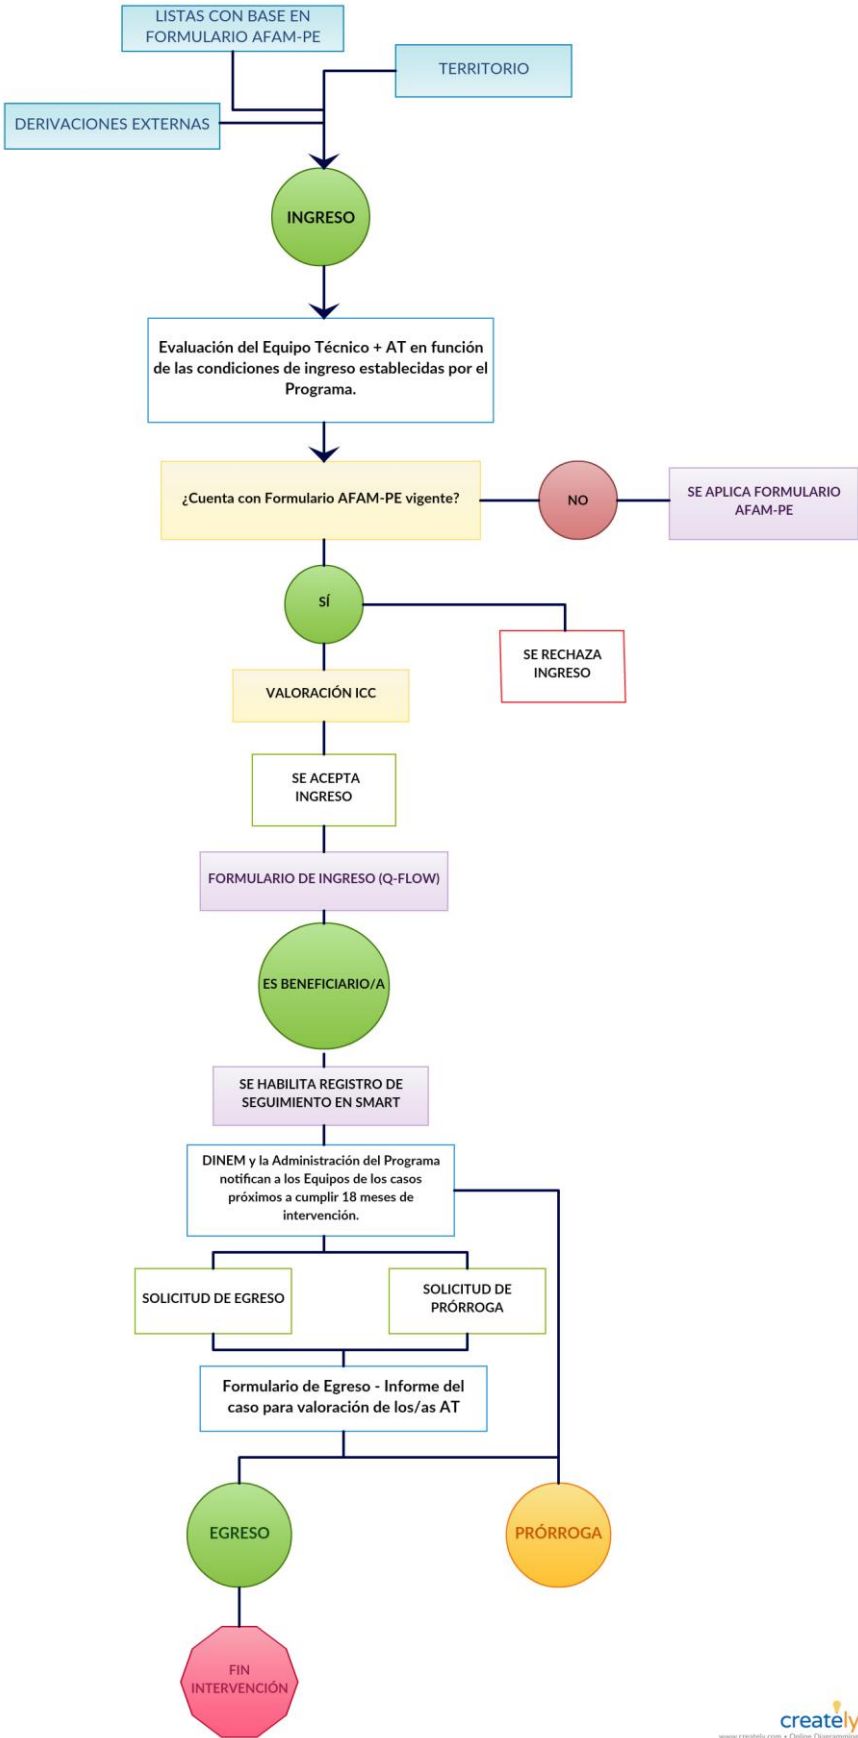 LISTAS CON BASE EN
FORMULARIO AFAM-PE
TERRITORIO
DERIVACIONES EXTERNAS
INGRESO
Evaluación del Equipo Técnico + AT en función
de las condiciones de ingreso establecidas por el
Programa.
¿Cuenta con Formulario AFAM-PE vigente?
NO
SE APLICA FORMULARIO
AFAM-PE
SÍ
SE RECHAZA
INGRESO
VALORACIÓN ICC
SE ACEPTA
INGRESO
FORMULARIO DE INGRESO (Q-FLOW)
ES BENEFICIARIO/A
SE HABILITA REGISTRO DE
SEGUIMIENTO EN SMART
DINEM y la Administración del Programa
notifican a los Equipos de los casos
próximos a cumplir 18 meses de
intervención.
SOLICITUD DE EGRESO
SOLICITUD DE
PRÓRROGA
Formulario de Egreso - Informe del
caso para valoración de los/as AT
EGRESO
PRÓRROGA
FIN
INTERVENCIÓN
creately
www.creately.com • Online Diagramming